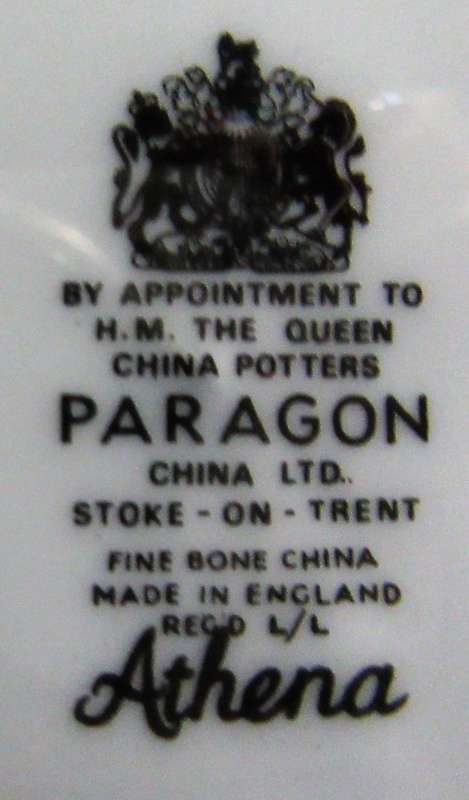 BY APPOINTMENT TO
H.M. THE QUEEN
CHINA POTTERS
PARAGON
CHINA LTD.
STOKE - ON - TRENT
FINE BONE CHINA
MADE IN ENGLAND
REG'D L/L
Athena